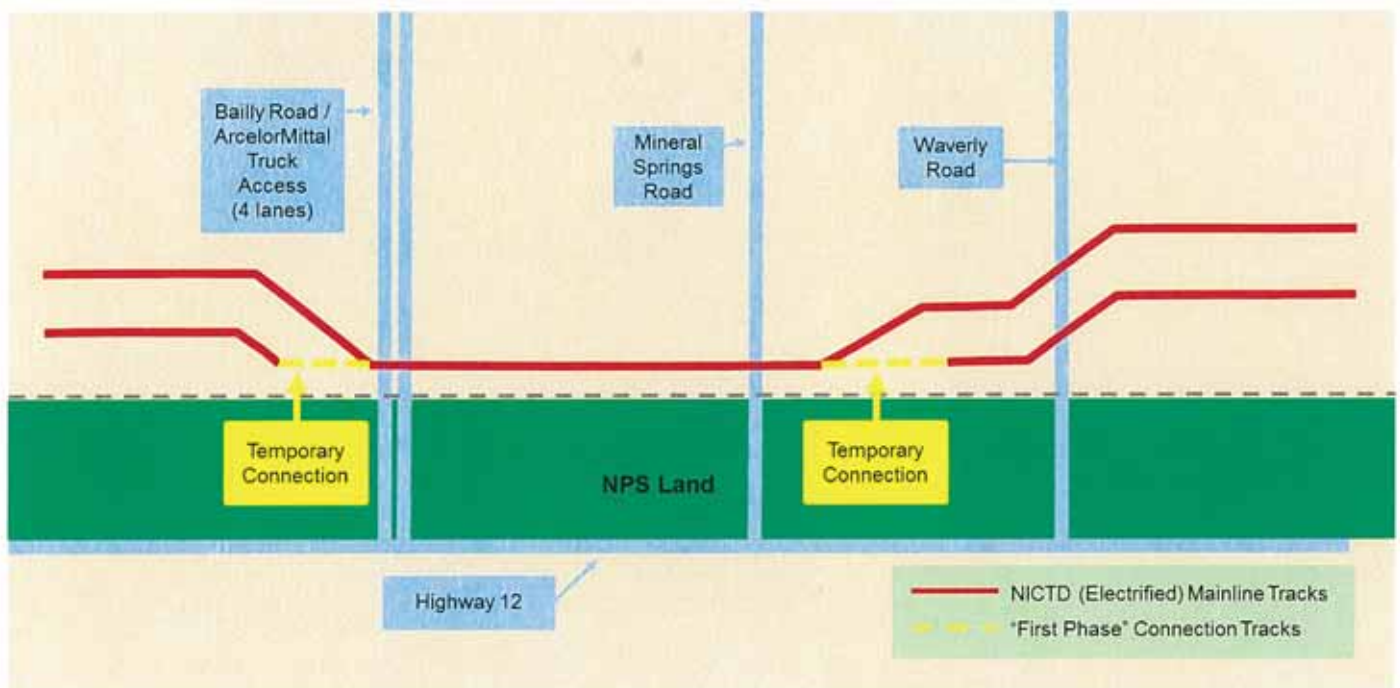 Bailly Road /
ArcelorMittal
Truck
Access
(4 lanes)
Mineral
Springs
Road
Waverly
Road
Temporary
Connection
NPS Land
Temporary
Connection
Highway 12
NICTD (Electrified) Mainline Tracks
"First Phase" Connection Tracks